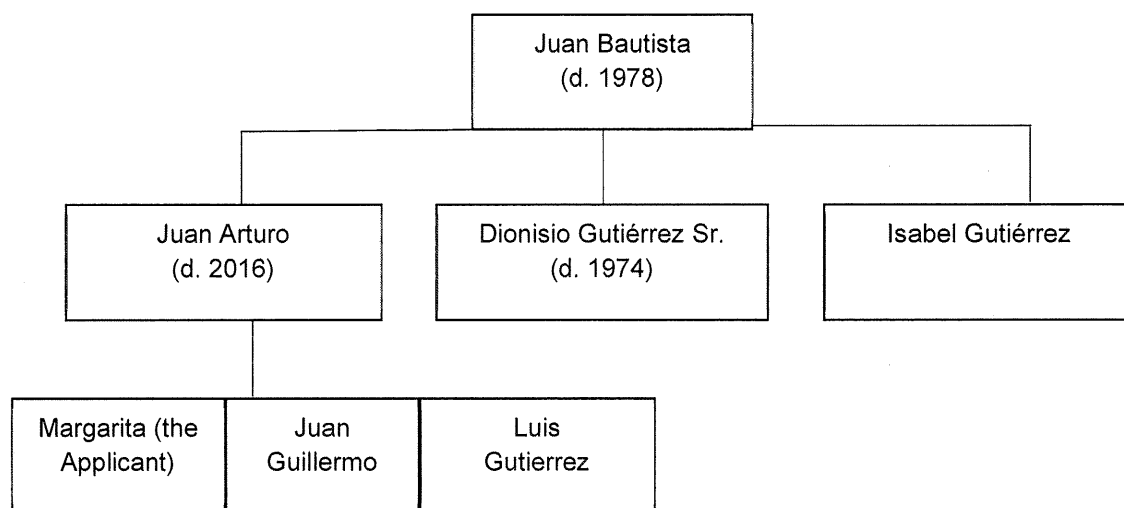 Juan Bautista
(d. 1978)
Juan Arturo
(d. 2016)
Dionisio Gutiérrez Sr.
(d. 1974)
Isabel Gutiérrez
Margarita (the
Applicant)
Juan
Guillermo
Luis
Gutierrez